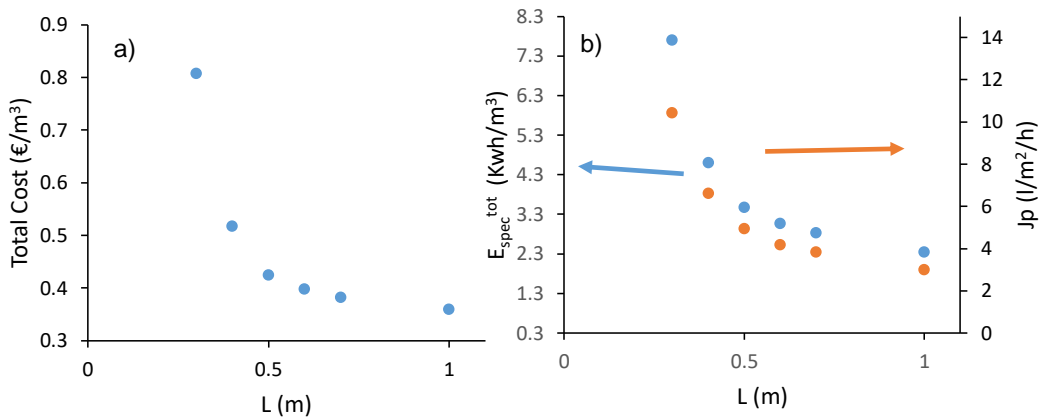 a)
Total Cost (€/m³)
0.9
0.8
0.7
0.6
0.5
0.4
0.3
0 0.5 1
L (m)
b)
E_spec^tot (Kwh/m³)
8.3
7.3
6.3
5.3
4.3
3.3
2.3
1.3
0.3
0 0.5 1
L (m)
14
12
10
8
6
4
2
0
Jp (l/m²/h)